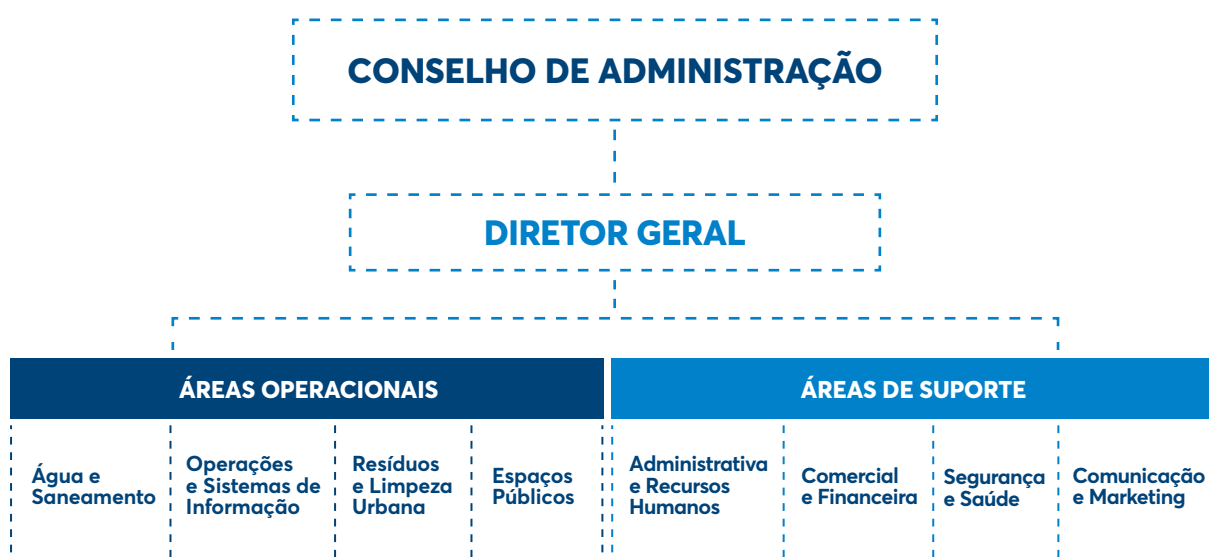 CONSELHO DE ADMINISTRAÇÃO
DIRETOR GERAL
ÁREAS OPERACIONAIS
ÁREAS DE SUPORTE
Água e
Saneamento
Operações
e Sistemas de
Informação
Resíduos
e Limpeza
Urbana
Espaços
Públicos
Administrativa
e Recursos
Humanos
Comercial
e Financeira
Segurança
e Saúde
Comunicação
e Marketing